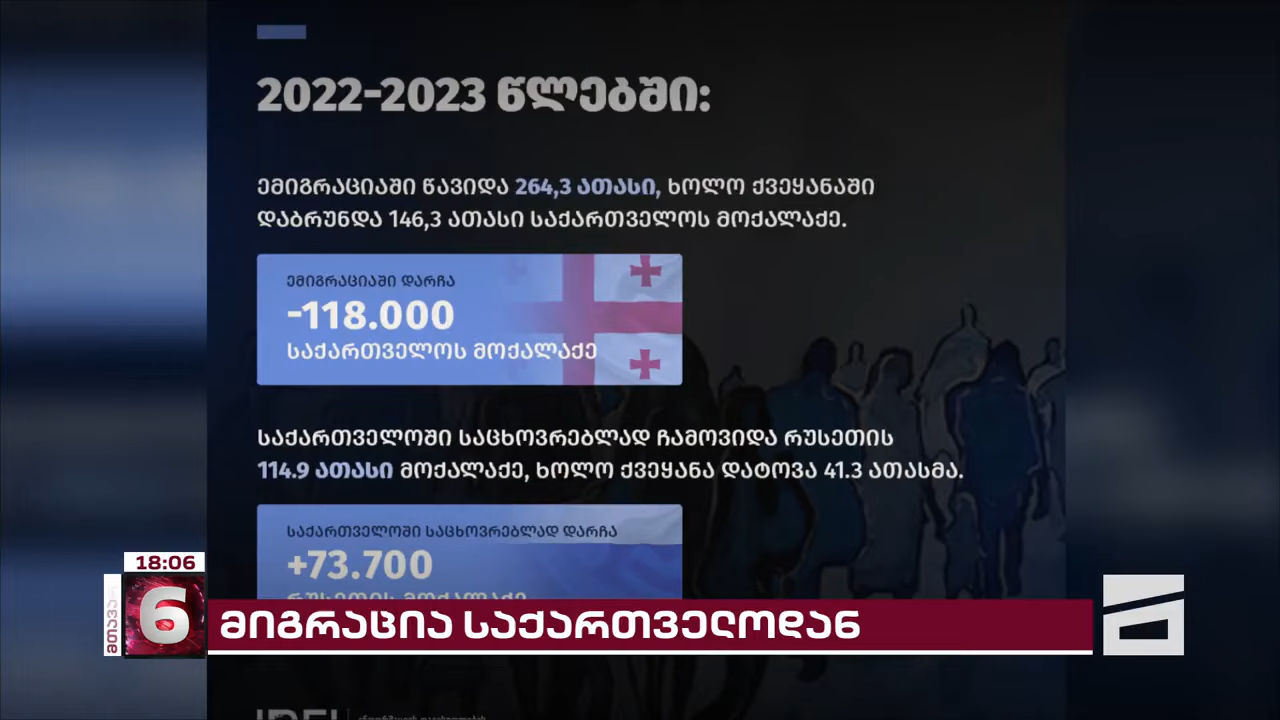 2022-2023 წლებში:
ემიგრაციაში წავიდა 264,3 ათასი, ხოლო ქვეყანაში
დაბრუნდა 146,3 ათასი საქართველოს მოქალაქე.
ემიგრაციაში დარჩა
-118.000
საქართველოს მოქალაქე
საქართველოში საცხოვრებლად ჩამოვიდა რუსეთის
114.9 ათასი მოქალაქე, ხოლო ქვეყანა დატოვა 41.3 ათასმა.
საქართველოში საცხოვრებლად დარჩა
+73.700
რუსეთის მოქალაქე
18:06
6
მიგრაცია საქართველოდან